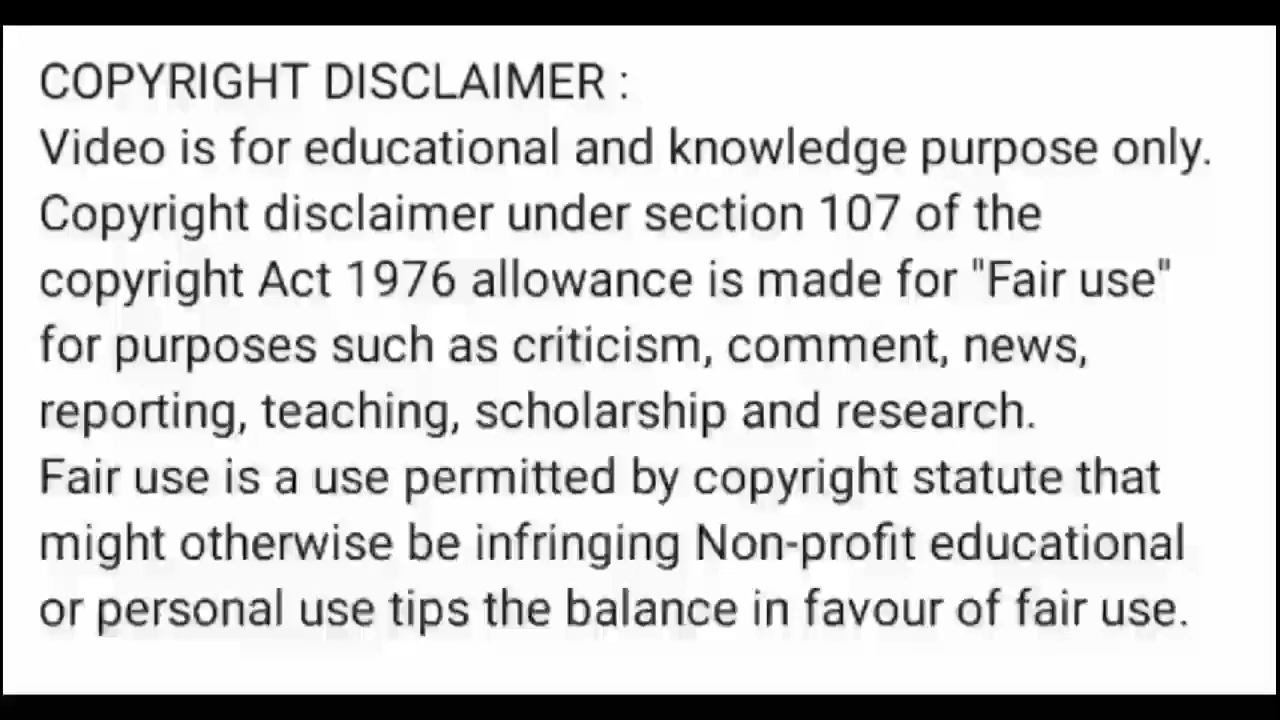 COPYRIGHT DISCLAIMER :
Video is for educational and knowledge purpose only.
Copyright disclaimer under section 107 of the
copyright Act 1976 allowance is made for "Fair use"
for purposes such as criticism, comment, news,
reporting, teaching, scholarship and research.
Fair use is a use permitted by copyright statute that
might otherwise be infringing Non-profit educational
or personal use tips the balance in favour of fair use.